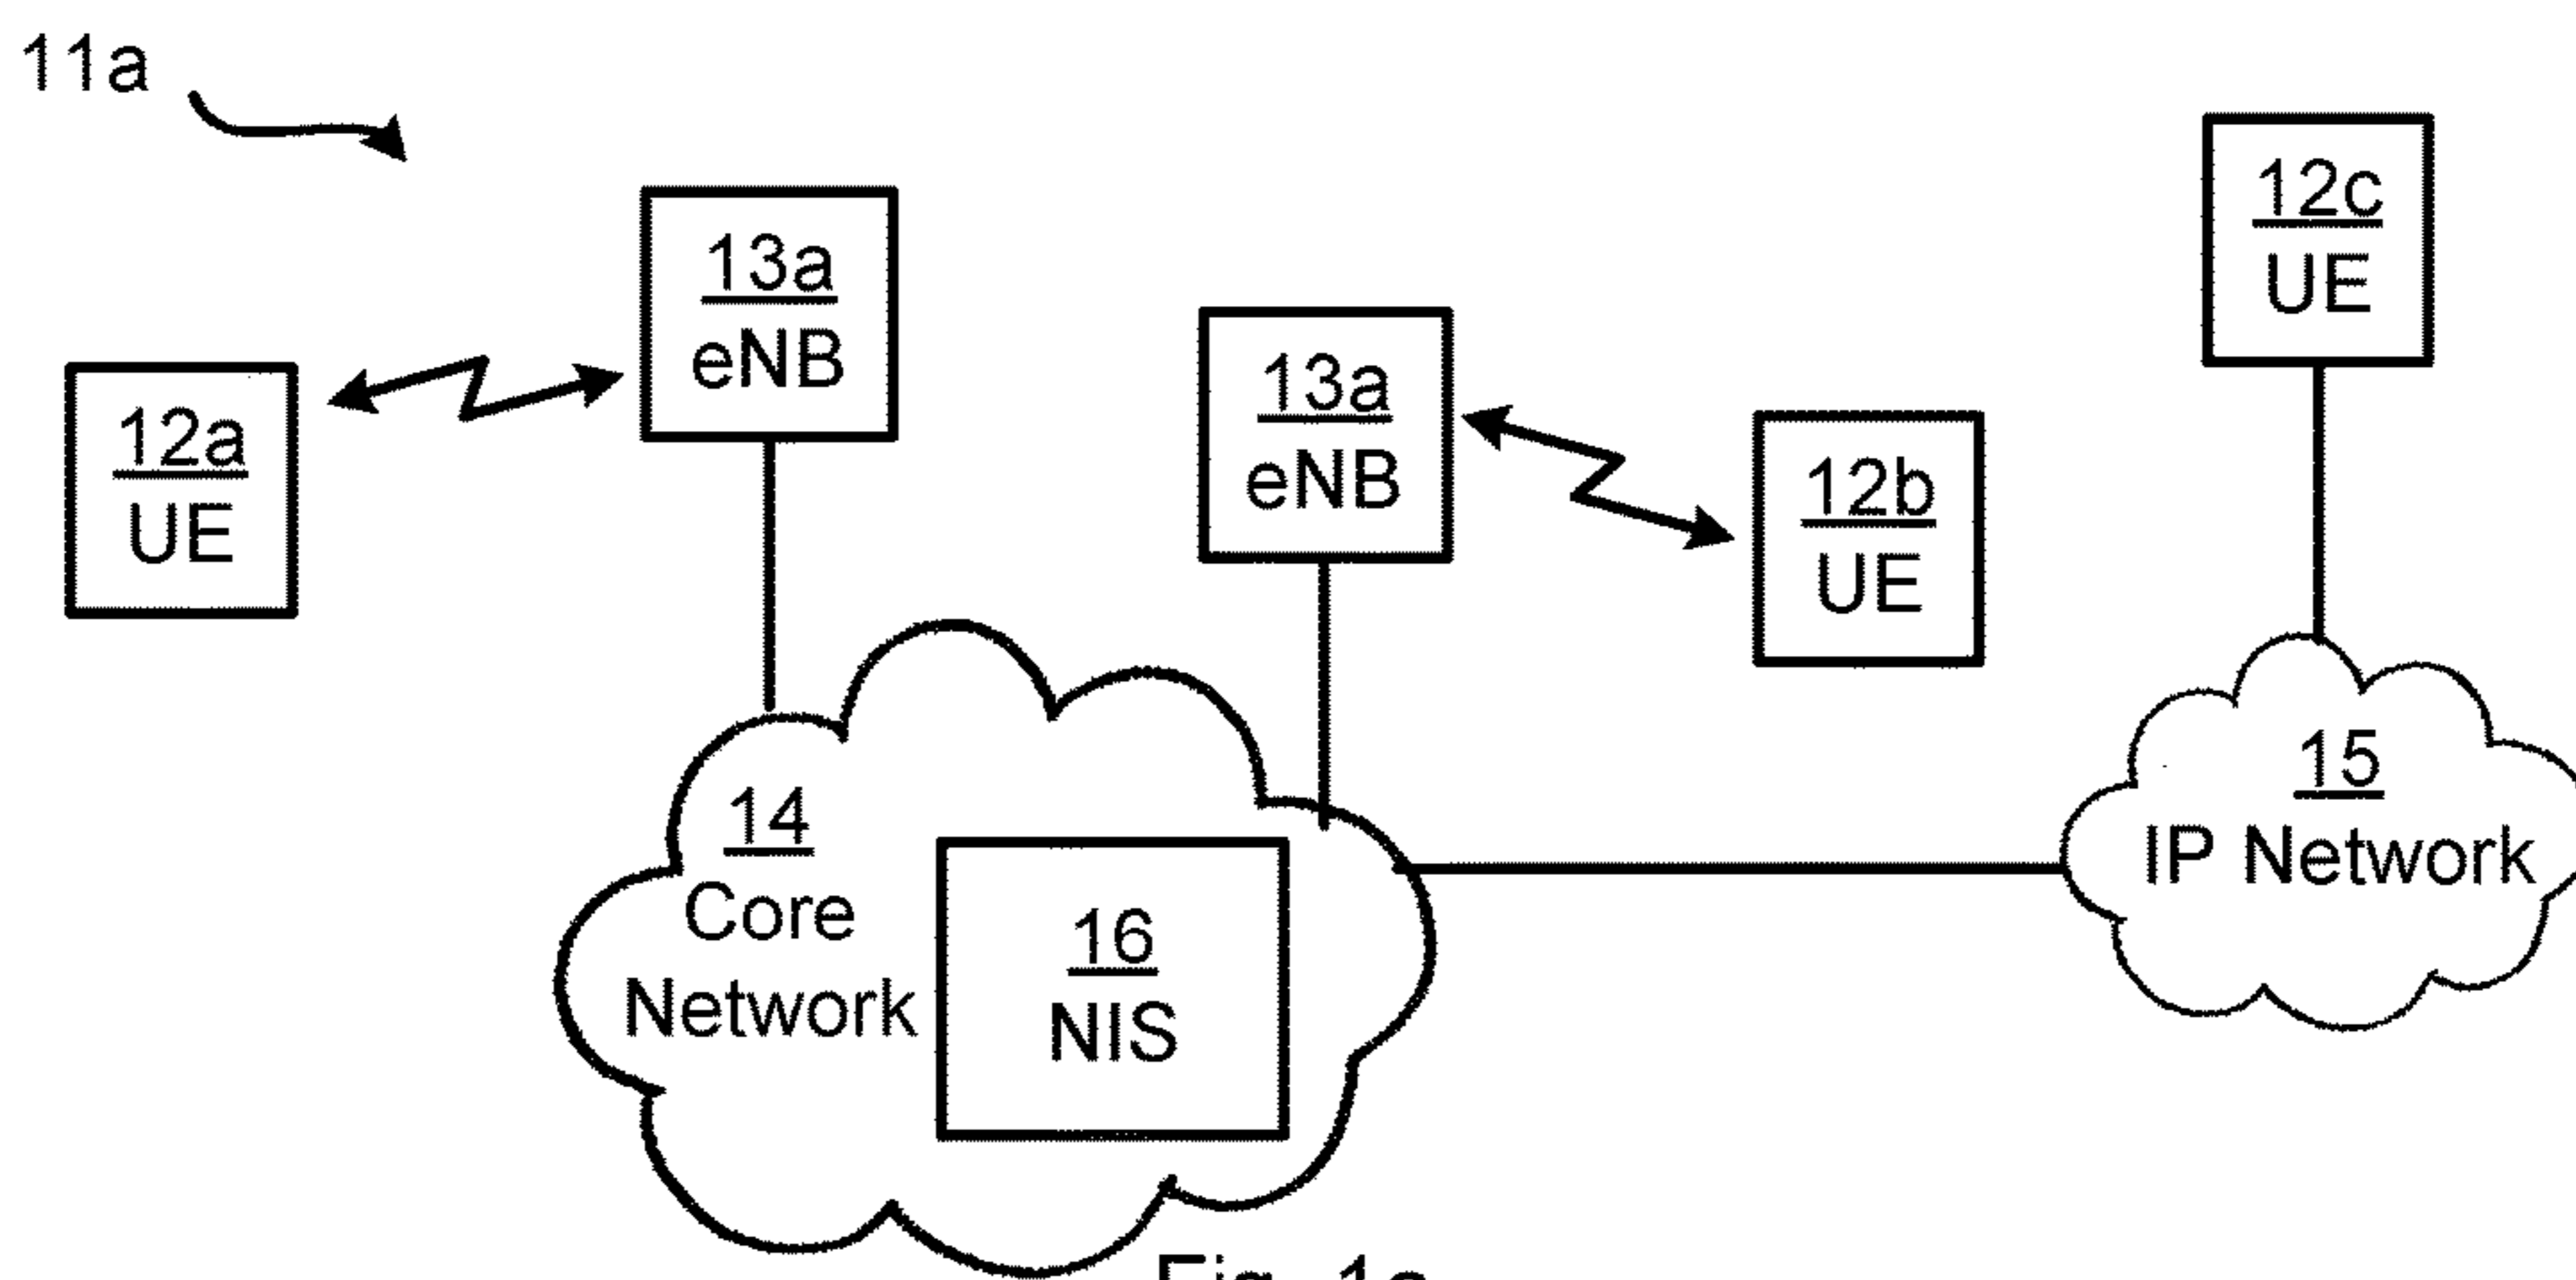 11a
12a
UE
13a
eNB
13a
eNB
12b
UE
12c
UE
14
Core
Network
16
NIS
15
IP Network